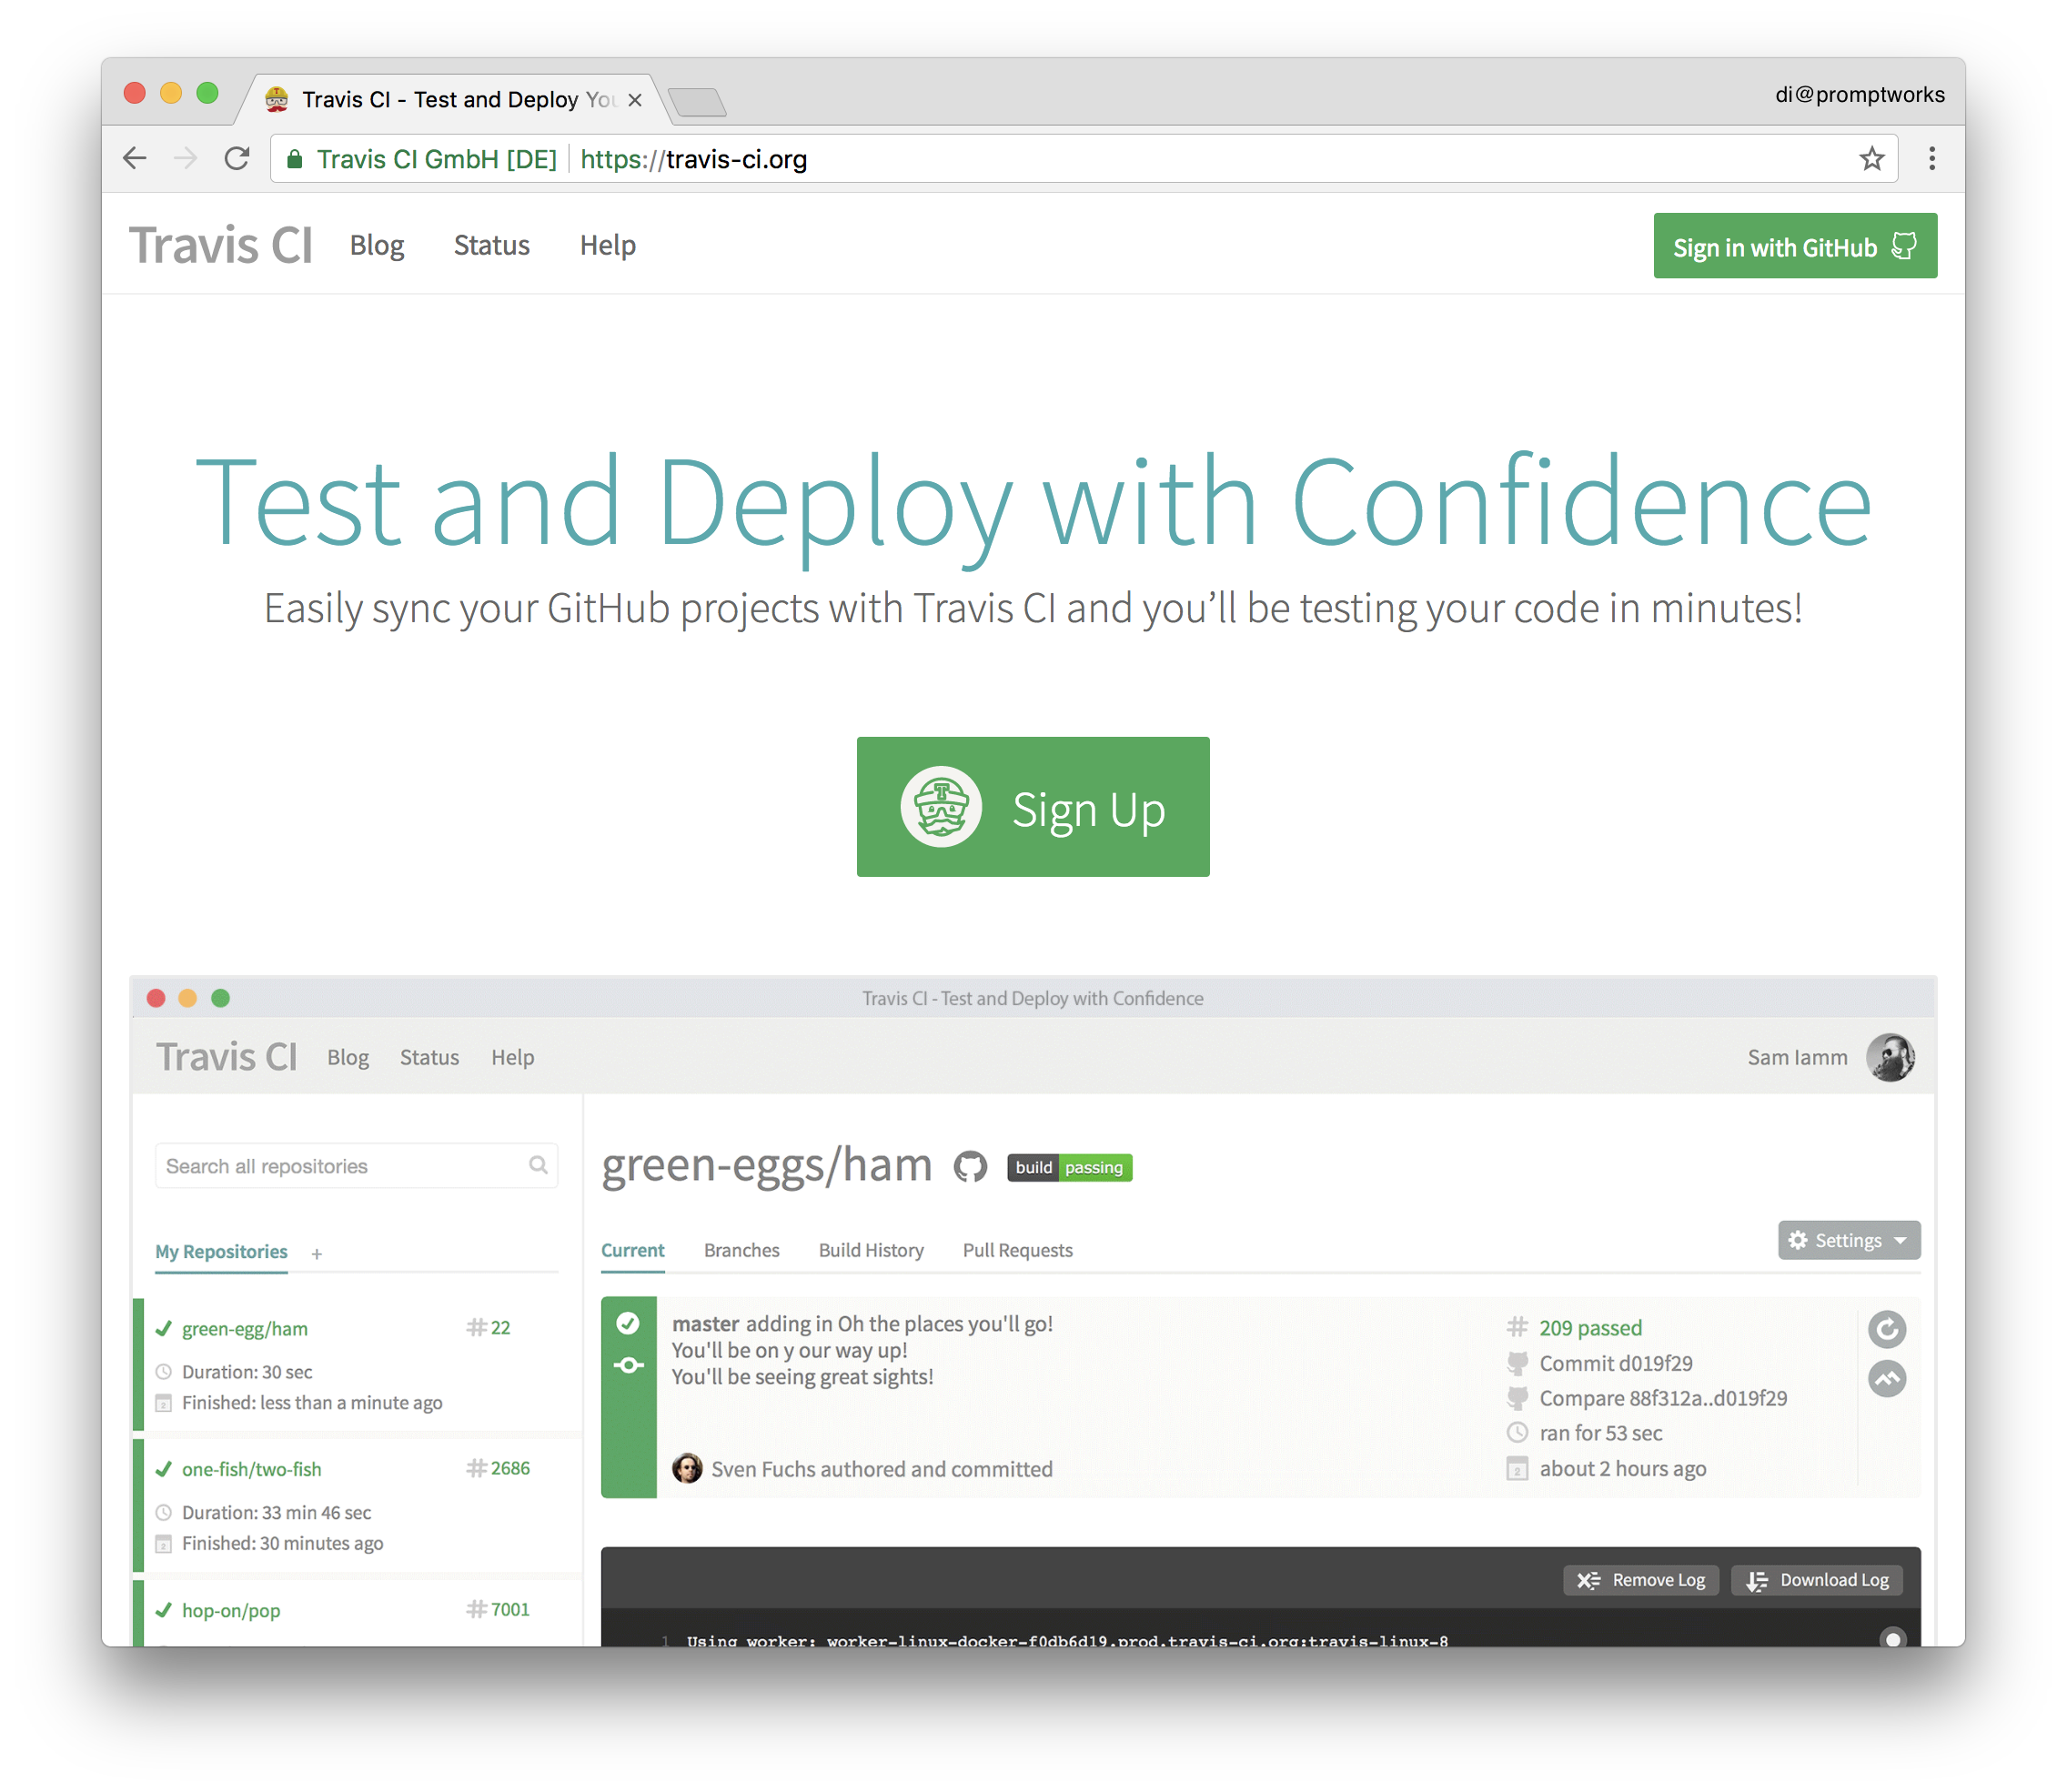 Travis CI - Test and Deploy You
di@promptworks
Travis CI GmbH [DE] https://travis-ci.org
Travis CI Blog Status Help
Sign in with GitHub
Test and Deploy with Confidence
Easily sync your GitHub projects with Travis CI and you’ll be testing your code in minutes!
Sign Up
Travis CI - Test and Deploy with Confidence
Travis CI Blog Status Help
Sam Iamm
Search all repositories
My Repositories +
green-egg/ham # 22
Duration: 30 sec
Finished: less than a minute ago
one-fish/two-fish # 2686
Duration: 33 min 46 sec
Finished: 30 minutes ago
hop-on/pop # 7001
green-eggs/ham
build passing
Current Branches Build History Pull Requests
Settings
master adding in Oh the places you'll go!
You'll be on y our way up!
You'll be seeing great sights!
Sven Fuchs authored and committed
# 209 passed
Commit d019f29
Compare 88f312a..d019f29
ran for 53 sec
about 2 hours ago
Remove Log
Download Log
1 Using worker: worker-linux-docker-f0db6d19.prod.travis-ci.org:travis-linux-8